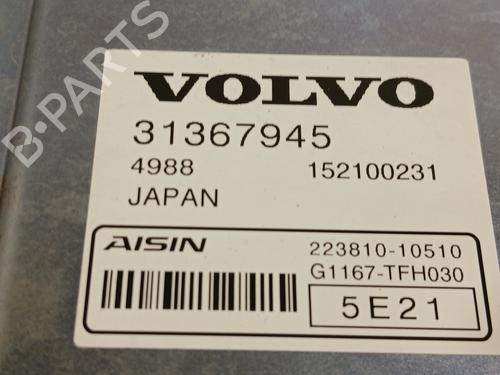 B-PARTS
VOLVO
31367945
4988 152100231
JAPAN
AISIN 223810-10510
G1167-TFH030
5E21